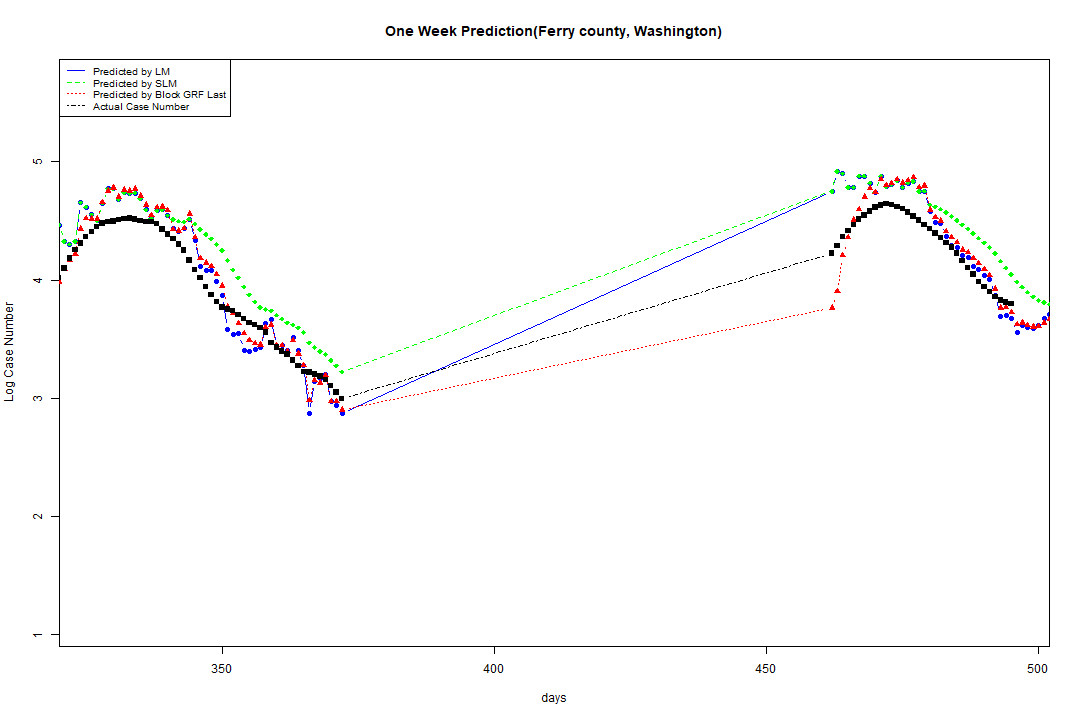 One Week Prediction(Ferry county, Washington)
Predicted by LM
Predicted by SLM
Predicted by Block GRF Last
Actual Case Number
5
4
3
2
1
Log Case Number
350
400
450
500
days